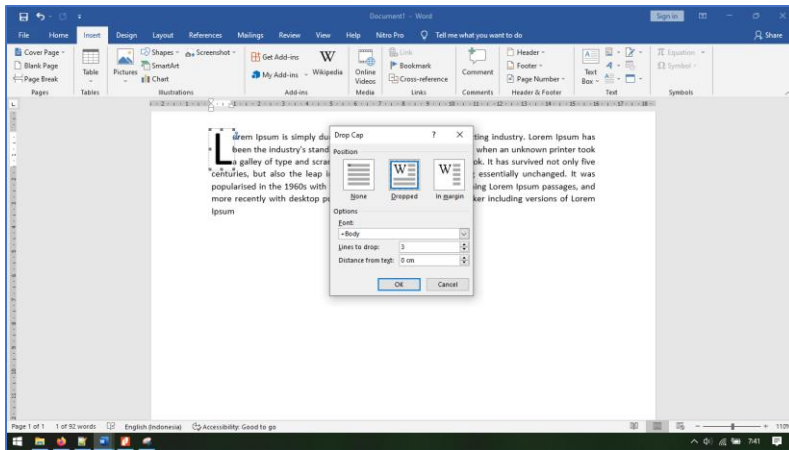 Document1 - Word
Sign in
File Home Insert Design Layout References Mailings Review View Help Nitro Pro Tell me what you want to do Share
Cover Page
Blank Page
Page Break
Pages
Table
Tables
Pictures
Shapes
SmartArt
Chart
Screenshot
Illustrations
Get Add-ins
My Add-ins
W
Wikipedia
Add-ins
Online
Videos
Media
Link
Bookmark
Cross-reference
Links
Comment
Comments
Header
Footer
Page Number
Header & Footer
Text
Box
Text
Equation
Symbol
Symbols
Lorem Ipsum is simply du ting industry. Lorem Ipsum has
been the industry's stand when an unknown printer took
a galley of type and scra ok. It has survived not only five
centuries, but also the leap i essentially unchanged. It was
popularised in the 1960s with ing Lorem Ipsum passages, and
more recently with desktop p ker including versions of Lorem
Ipsum
Drop Cap ? ×
Position
W W
None Dropped In margin
Options
Font:
+Body
Lines to drop: 3
Distance from text: 0 cm
OK Cancel
Page 1 of 1 1 of 92 words English (Indonesia) Accessibility: Good to go 110%
7:41